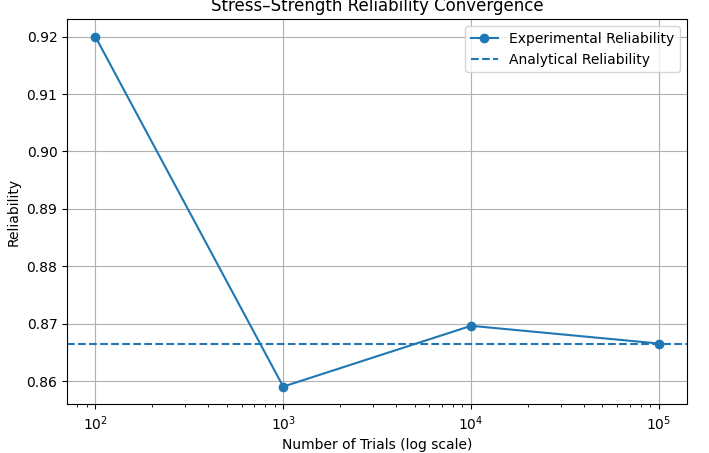 Stress–Strength Reliability Convergence
Experimental Reliability
Analytical Reliability
0.92
0.91
0.90
0.89
0.88
0.87
0.86
Reliability
10²
10³
10⁴
10⁵
Number of Trials (log scale)